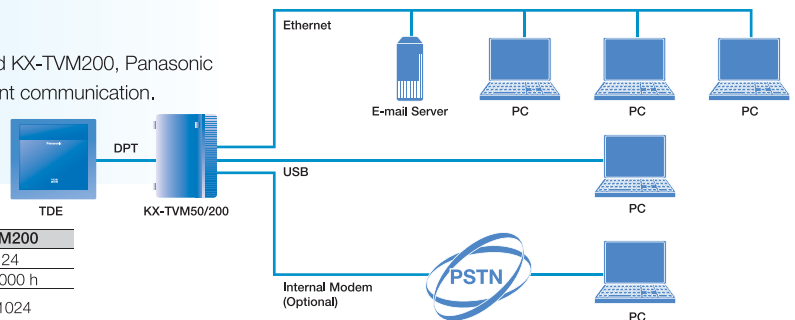 Ethernet
d KX-TVM200, Panasonic
nt communication.
E-mail Server
PC
PC
PC
DPT
Panasonic
USB
TDE
KX-TVM50/200
PC
M200
24
000 h
1024
Internal Modem
(Optional)
PSTN
PC